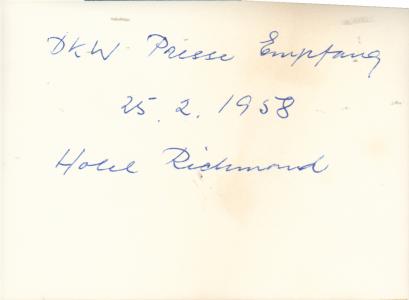 DKW Presse Empfang
25. 2. 1958
Hotel Richmond